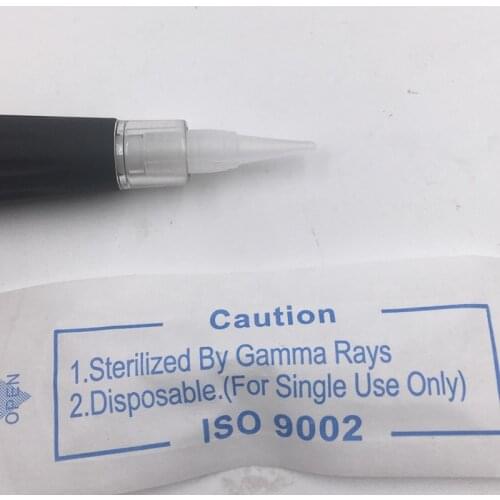 Caution
1.Sterilized By Gamma Rays
2.Disposable.(For Single Use Only)
ISO 9002
OPEN